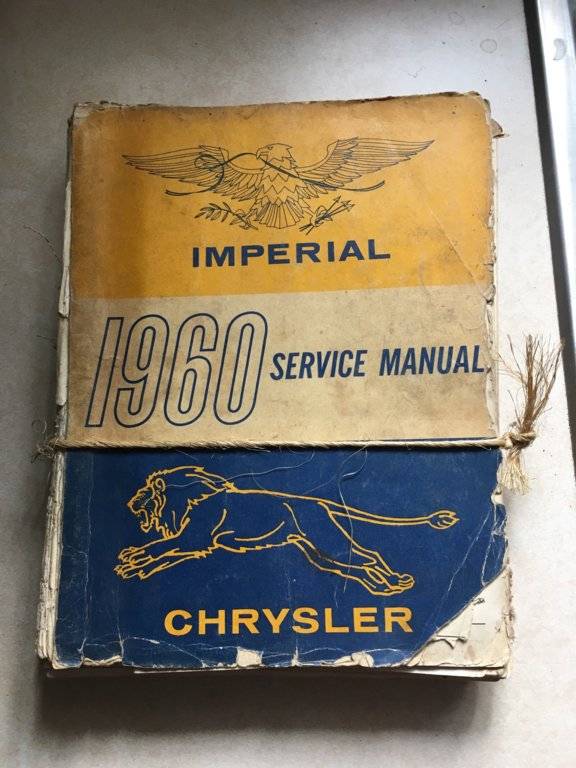 IMPERIAL
1960 SERVICE MANUAL
CHRYSLER